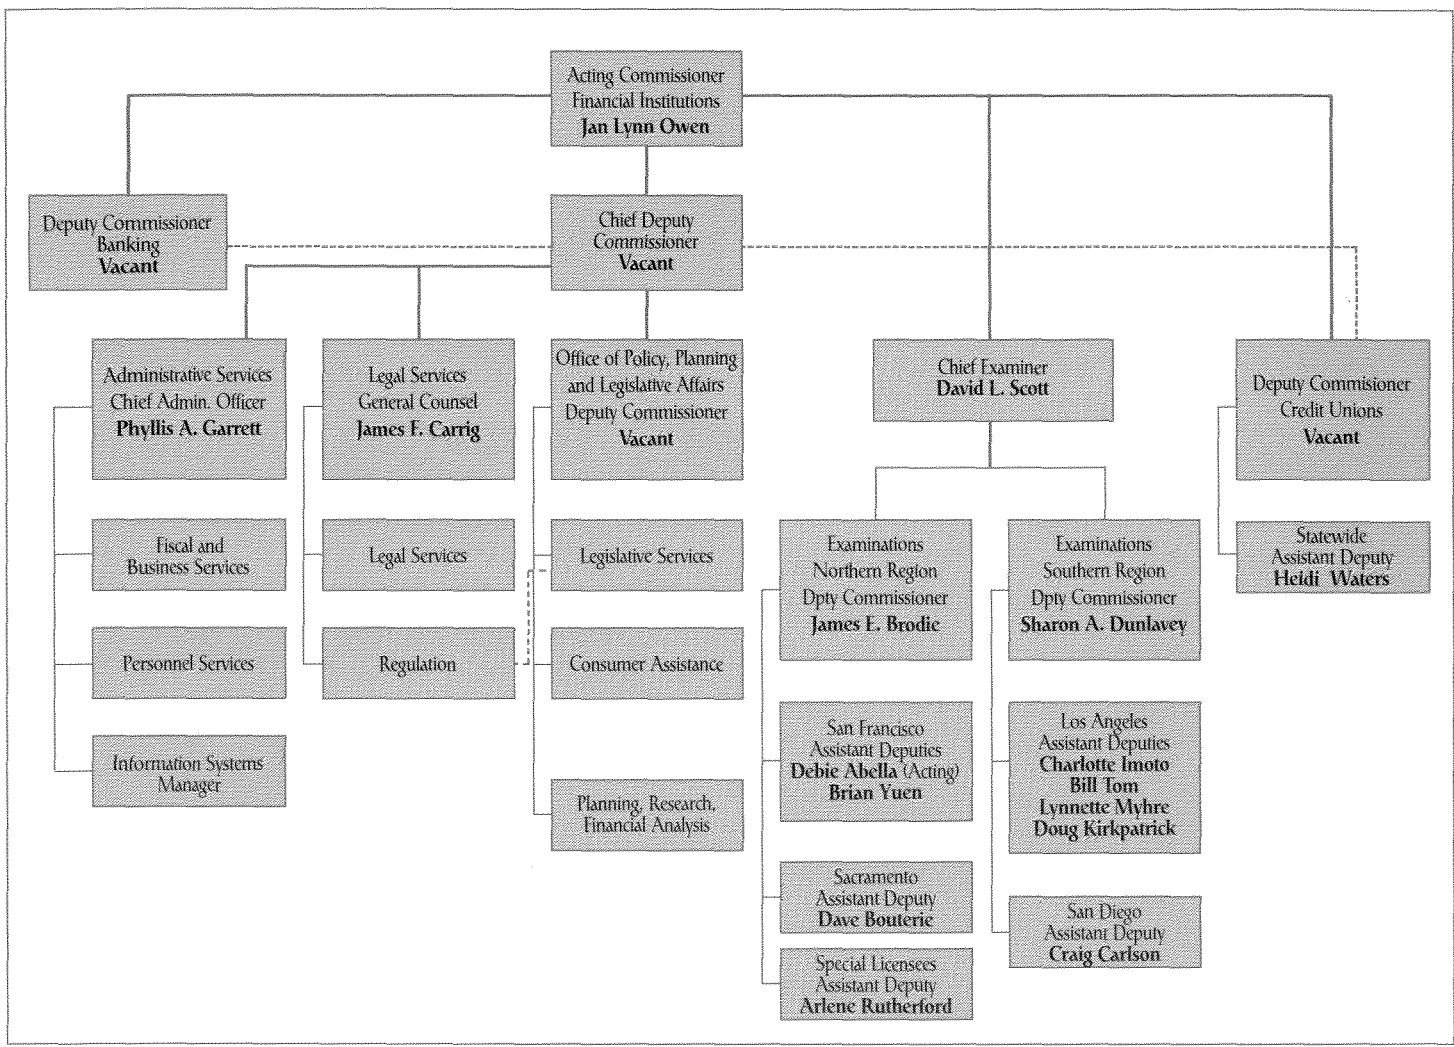 Acting Commissioner
Financial Institutions
Jan Lynn Owen
Deputy Commissioner
Banking
Vacant
Chief Deputy
Commissioner
Vacant
Administrative Services
Chief Admin. Officer
Phyllis A. Garrett
Legal Services
General Counsel
James F. Carrig
Office of Policy, Planning
and Legislative Affairs
Deputy Commissioner
Vacant
Chief Examiner
David L. Scott
Deputy Commisioner
Credit Unions
Vacant
Fiscal and
Business Services
Legal Services
Legislative Services
Examinations
Northern Region
Dpty Commissioner
James E. Brodie
Examinations
Southern Region
Dpty Commissioner
Sharon A. Dunlavey
Statewide
Assistant Deputy
Heidi Waters
Personnel Services
Regulation
Consumer Assistance
San Francisco
Assistant Deputies
Debie Abella (Acting)
Brian Yuen
Los Angeles
Assistant Deputies
Charlotte Imoto
Bill Tom
Lynnette Myhre
Doug Kirkpatrick
Information Systems
Manager
Planning, Research,
Financial Analysis
Sacramento
Assistant Deputy
Dave Bouterie
San Diego
Assistant Deputy
Craig Carlson
Special Licensees
Assistant Deputy
Arlene Rutherford